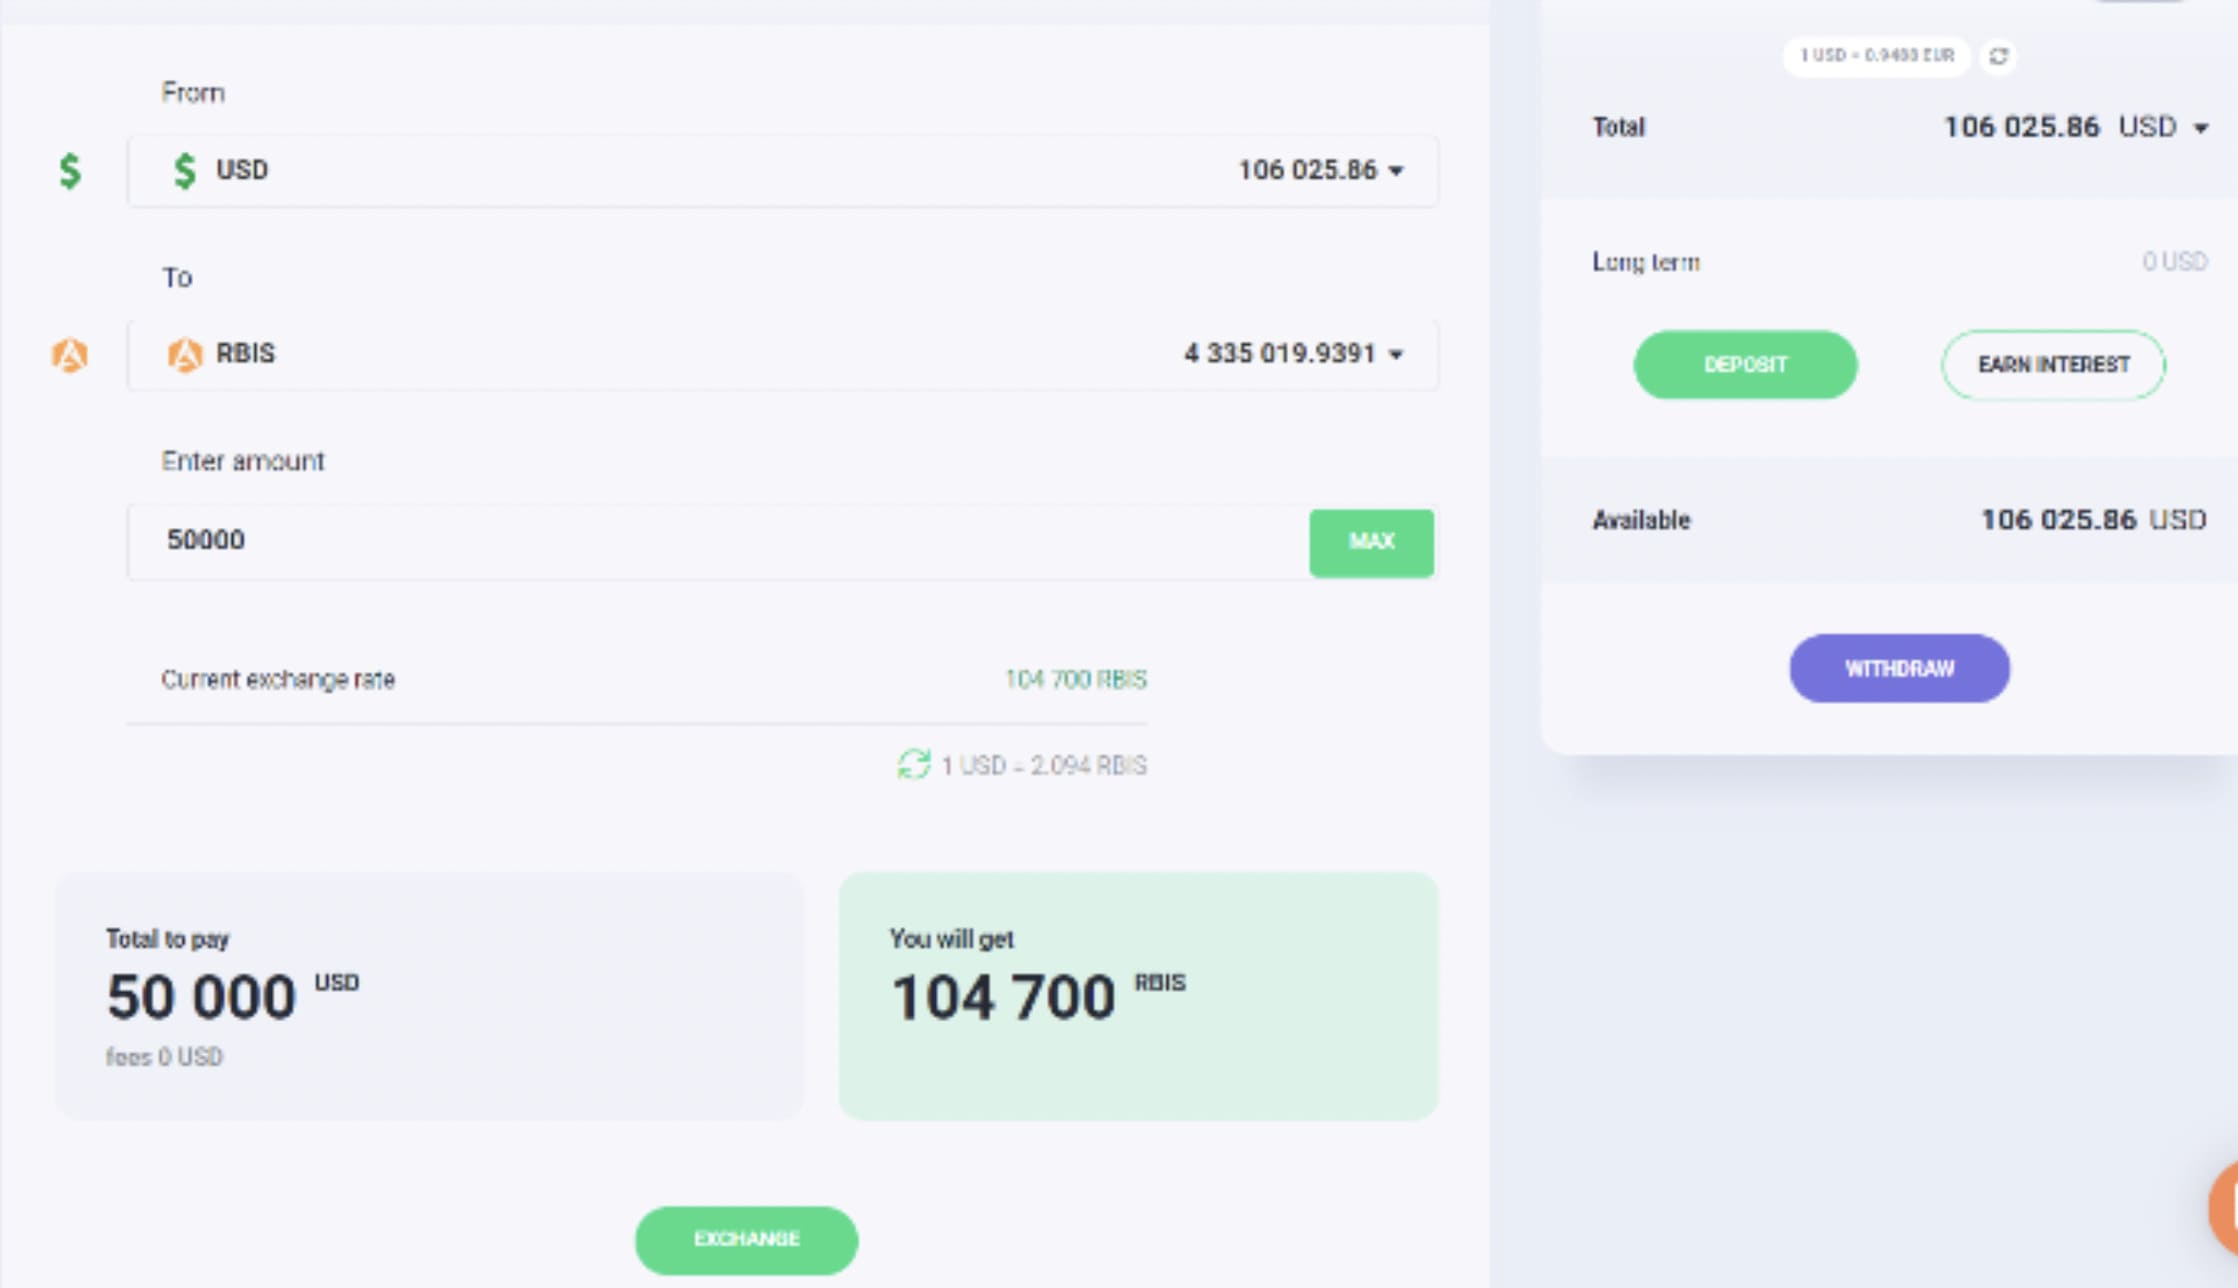 From
$ USD 106 025.86
To
RBIS 4 335 019.9391
Enter amount
50000 MAX
Current exchange rate 104 700 RBIS
1 USD = 2.094 RBIS
Total to pay
50 000 USD
fees 0 USD
You will get
104 700 RBIS
EXCHANGE
1 USD = 0.9488 EUR
Total 106 025.86 USD
Long term 0 USD
DEPOSIT EARN INTEREST
Available 106 025.86 USD
WITHDRAW